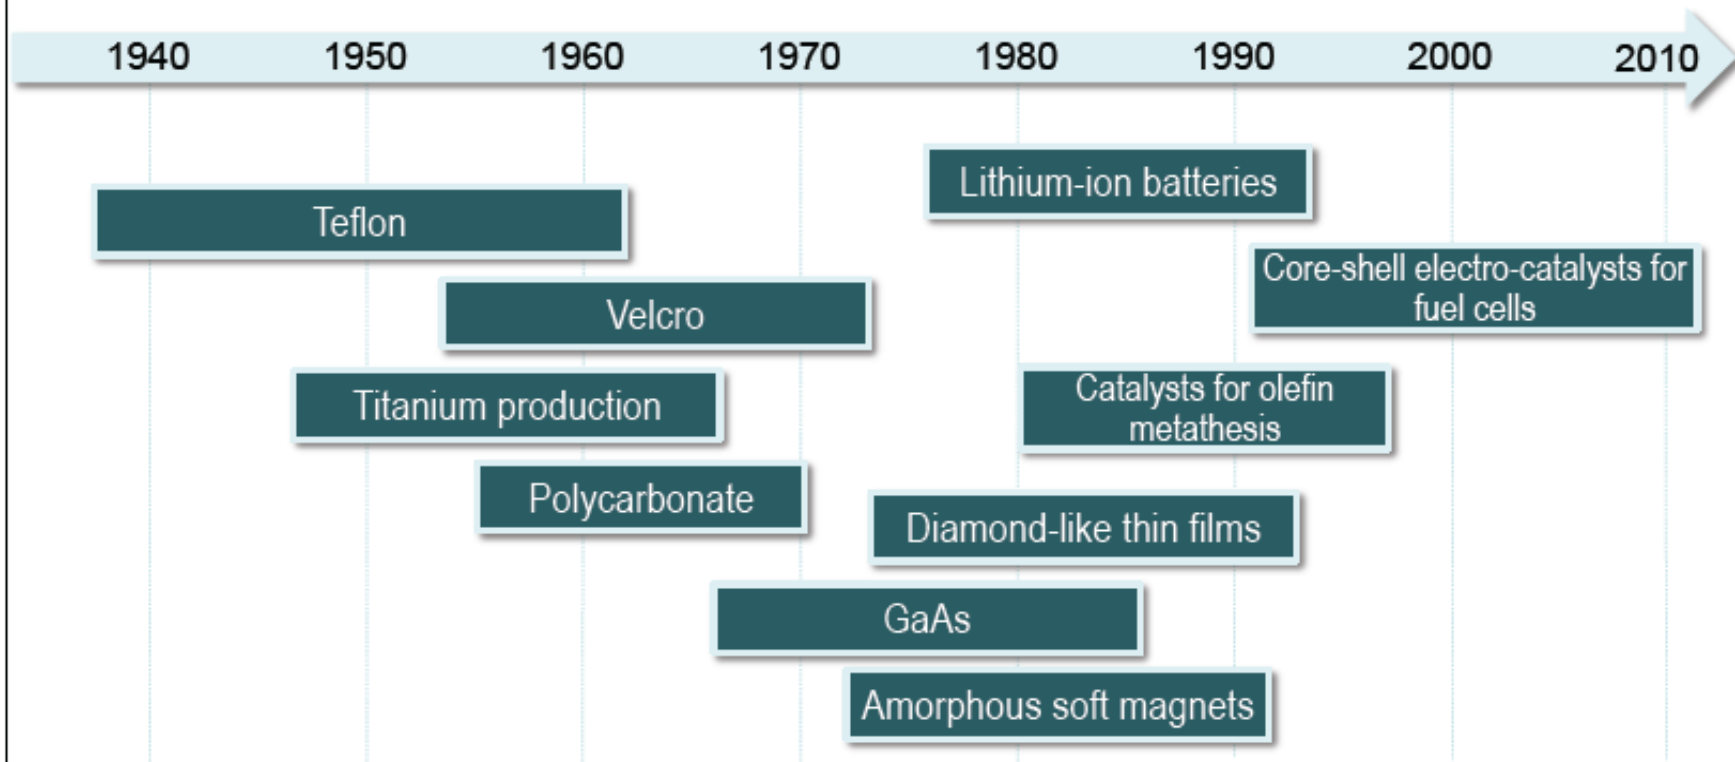 1940 1950 1960 1970 1980 1990 2000 2010
Lithium-ion batteries
Teflon
Core-shell electro-catalysts for
fuel cells
Velcro
Titanium production
Catalysts for olefin
metathesis
Polycarbonate
Diamond-like thin films
GaAs
Amorphous soft magnets